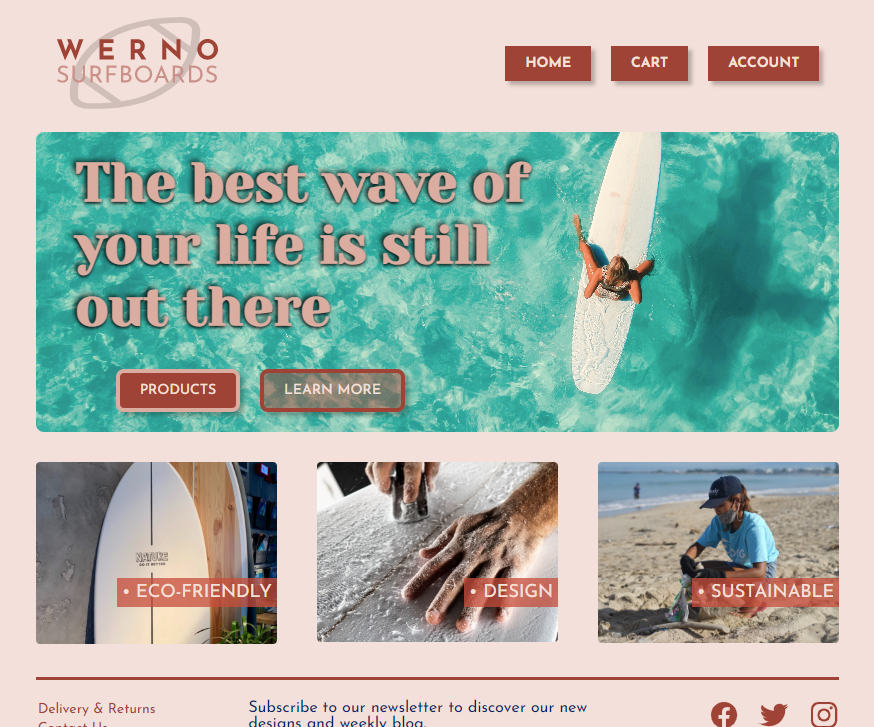 WERNO
SURFBOARDS
HOME
CART
ACCOUNT
The best wave of
your life is still
out there
PRODUCTS
LEARN MORE
NATURE
DO IT BETTER
• ECO-FRIENDLY
• DESIGN
• SUSTAINABLE
Delivery & Returns
Contact Us
Subscribe to our newsletter to discover our new
designs and weekly blog.